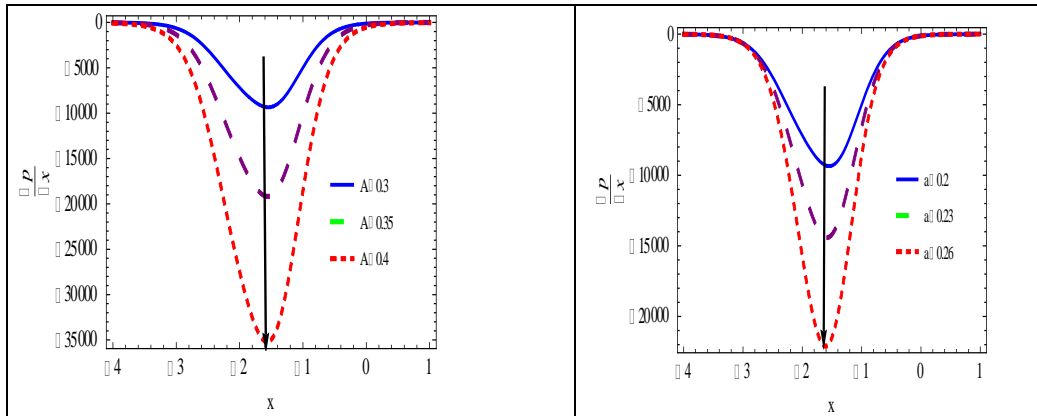 0
□5000
□10000
□15000
□20000
□25000
□30000
□35000
□P
□x
A□0.3
A□0.35
A□0.4
□4 □3 □2 □1 0 1
x
0
□5000
□10000
□15000
□20000
□P
□x
a□0.2
a□0.23
a□0.26
□4 □3 □2 □1 0 1
x